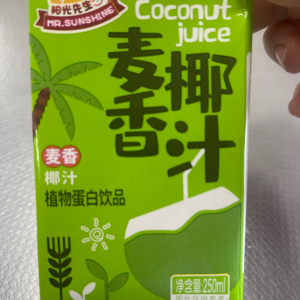 阳光先生
MR.SUNSHINE
Coconut
juice
麦香
椰汁
麦香
椰汁
植物蛋白饮品
净含量:250ml